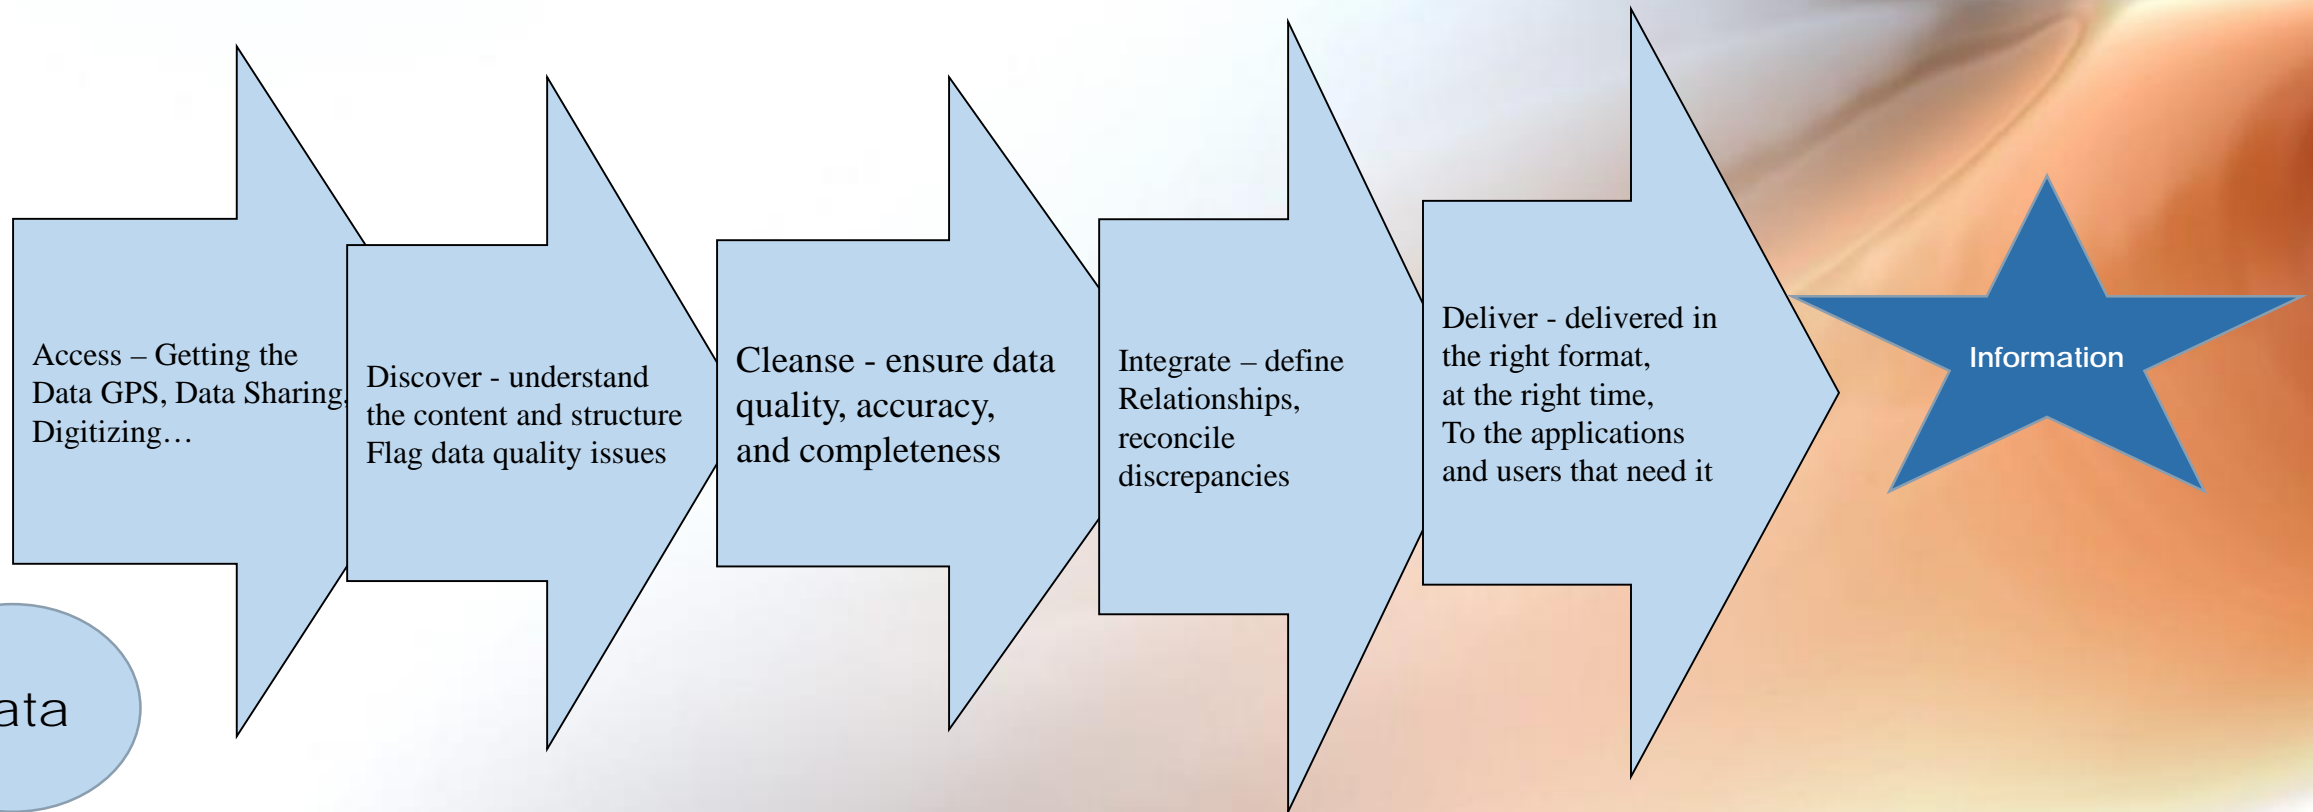 Access – Getting the
Data GPS, Data Sharing,
Digitizing…
Discover - understand
the content and structure
Flag data quality issues
Cleanse - ensure data
quality, accuracy,
and completeness
Integrate – define
Relationships,
reconcile
discrepancies
Deliver - delivered in
the right format,
at the right time,
To the applications
and users that need it
Information
ata